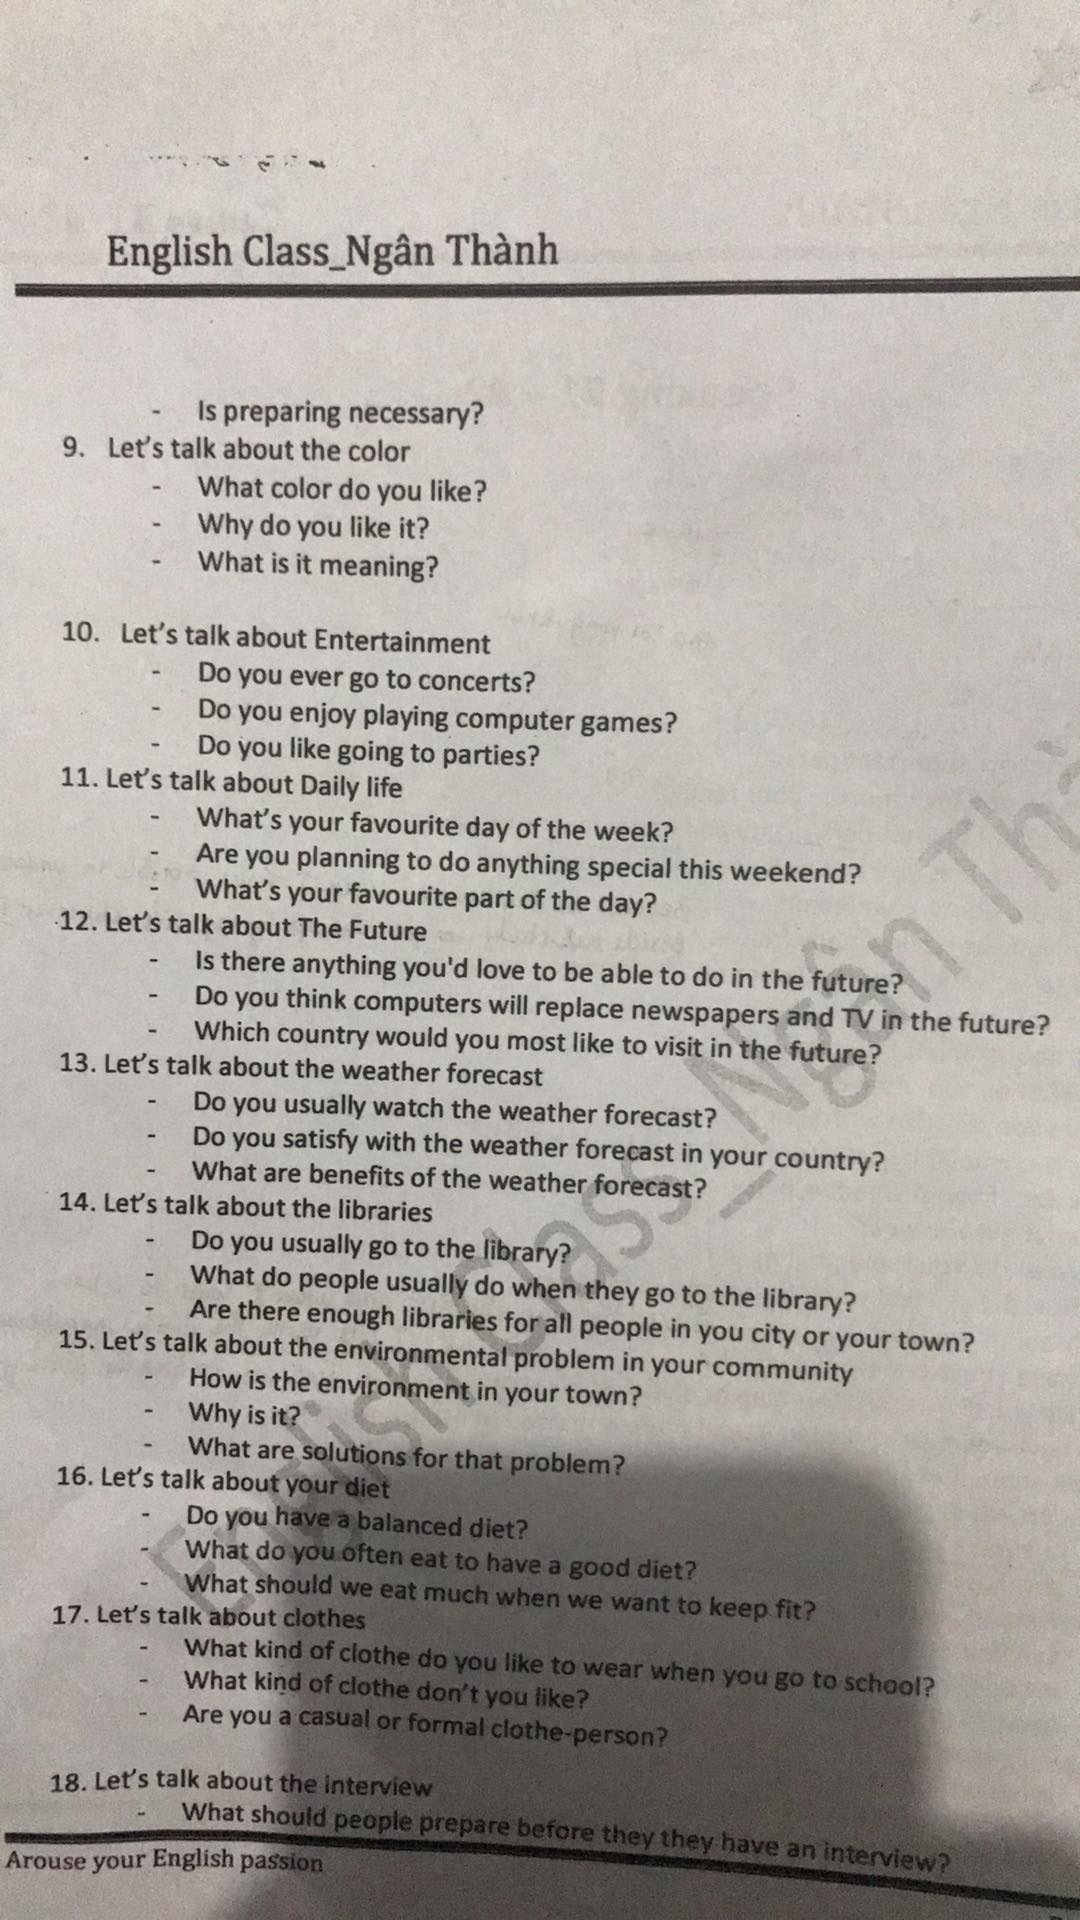 English Class_Ngân Thành
- Is preparing necessary?
9. Let's talk about the color
- What color do you like?
- Why do you like it?
- What is it meaning?
10. Let's talk about Entertainment
- Do you ever go to concerts?
- Do you enjoy playing computer games?
- Do you like going to parties?
11. Let's talk about Daily life
- What's your favourite day of the week?
- Are you planning to do anything special this weekend?
- What's your favourite part of the day?
12. Let's talk about The Future
- Is there anything you'd love to be able to do in the future?
- Do you think computers will replace newspapers and TV in the future?
- Which country would you most like to visit in the future?
13. Let's talk about the weather forecast
- Do you usually watch the weather forecast?
- Do you satisfy with the weather forecast in your country?
- What are benefits of the weather forecast?
14. Let's talk about the libraries
- Do you usually go to the library?
- What do people usually do when they go to the library?
- Are there enough libraries for all people in you city or your town?
15. Let's talk about the environmental problem in your community
- How is the environment in your town?
- Why is it?
- What are solutions for that problem?
16. Let's talk about your diet
- Do you have a balanced diet?
- What do you often eat to have a good diet?
- What should we eat much when we want to keep fit?
17. Let's talk about clothes
- What kind of clothe do you like to wear when you go to school?
- What kind of clothe don't you like?
- Are you a casual or formal clothe-person?
18. Let's talk about the interview
- What should people prepare before they they have an interview?
Arouse your English passion
English Class_Ngân Thà